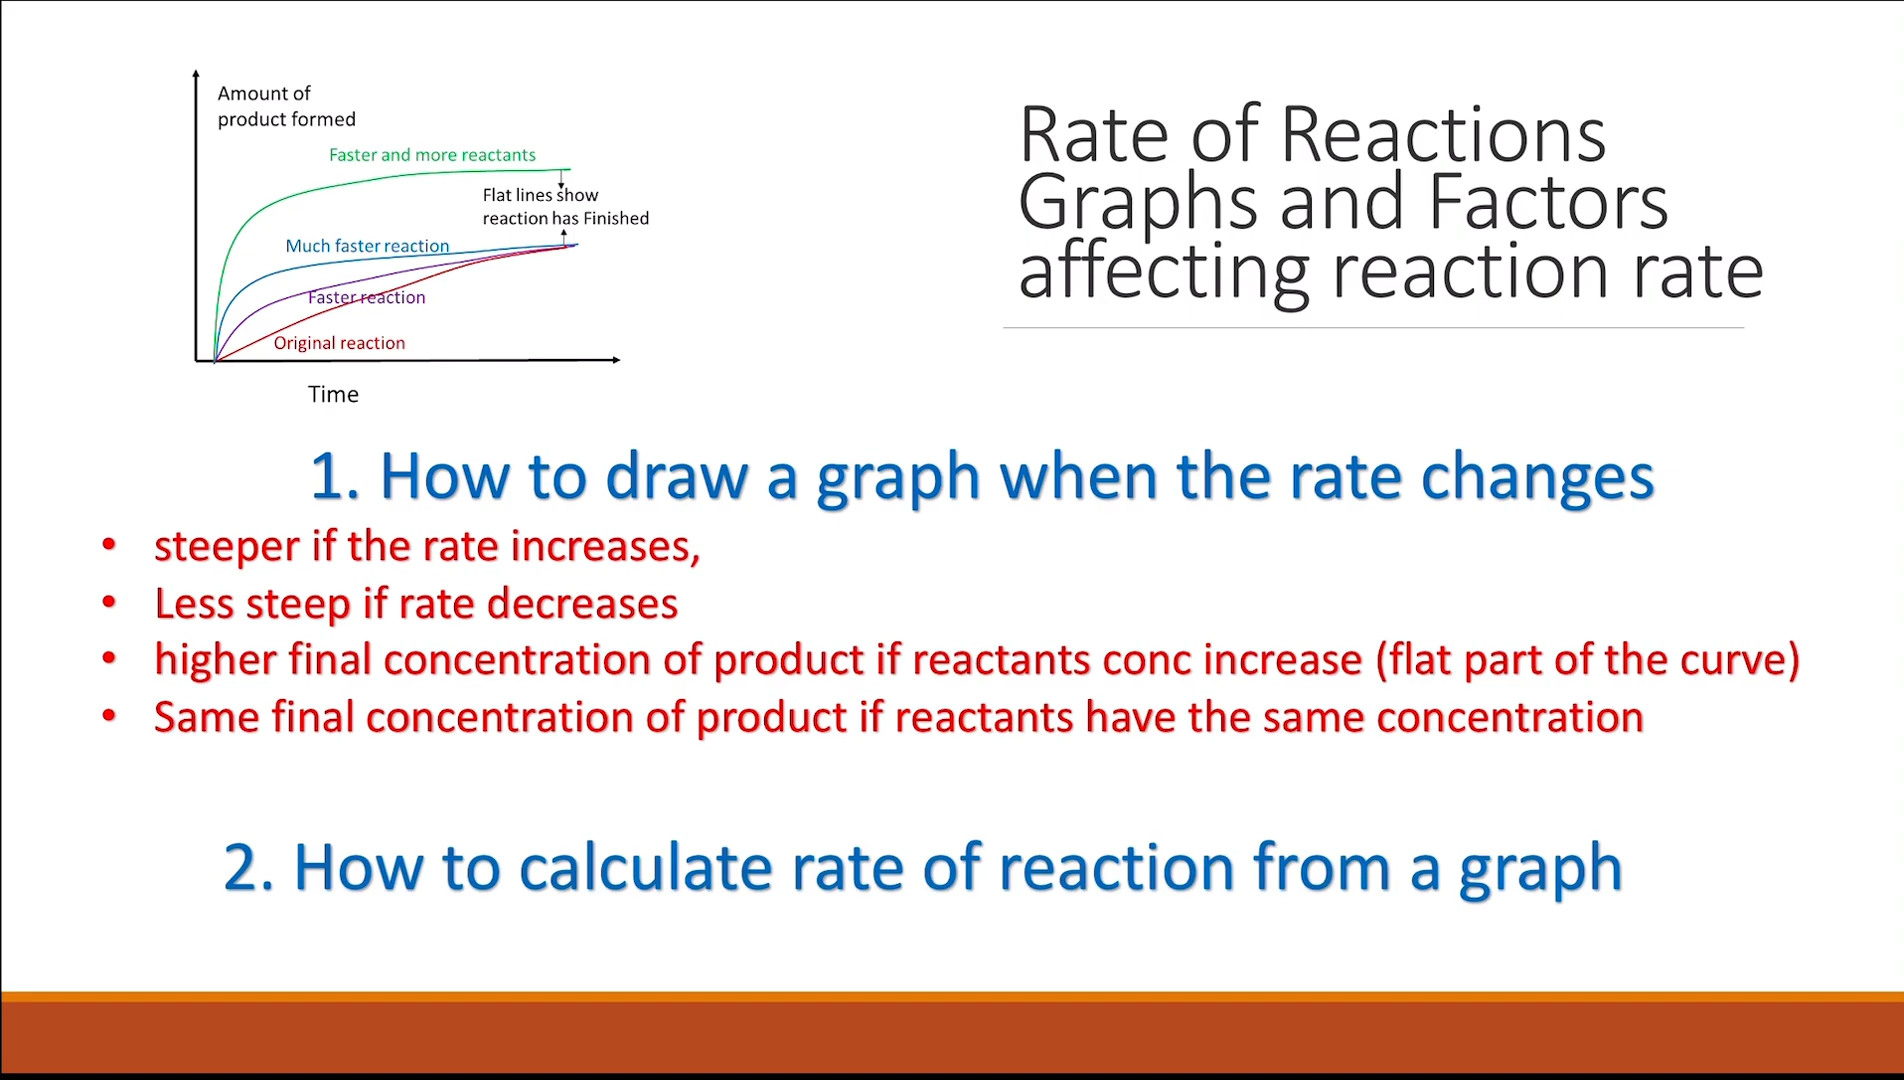 Amount of
product formed
Faster and more reactants
Flat lines show
reaction has Finished
Much faster reaction
Faster reaction
Original reaction
Time
Rate of Reactions
Graphs and Factors
affecting reaction rate
1. How to draw a graph when the rate changes
• steeper if the rate increases,
• Less steep if rate decreases
• higher final concentration of product if reactants conc increase (flat part of the curve)
• Same final concentration of product if reactants have the same concentration
2. How to calculate rate of reaction from a graph